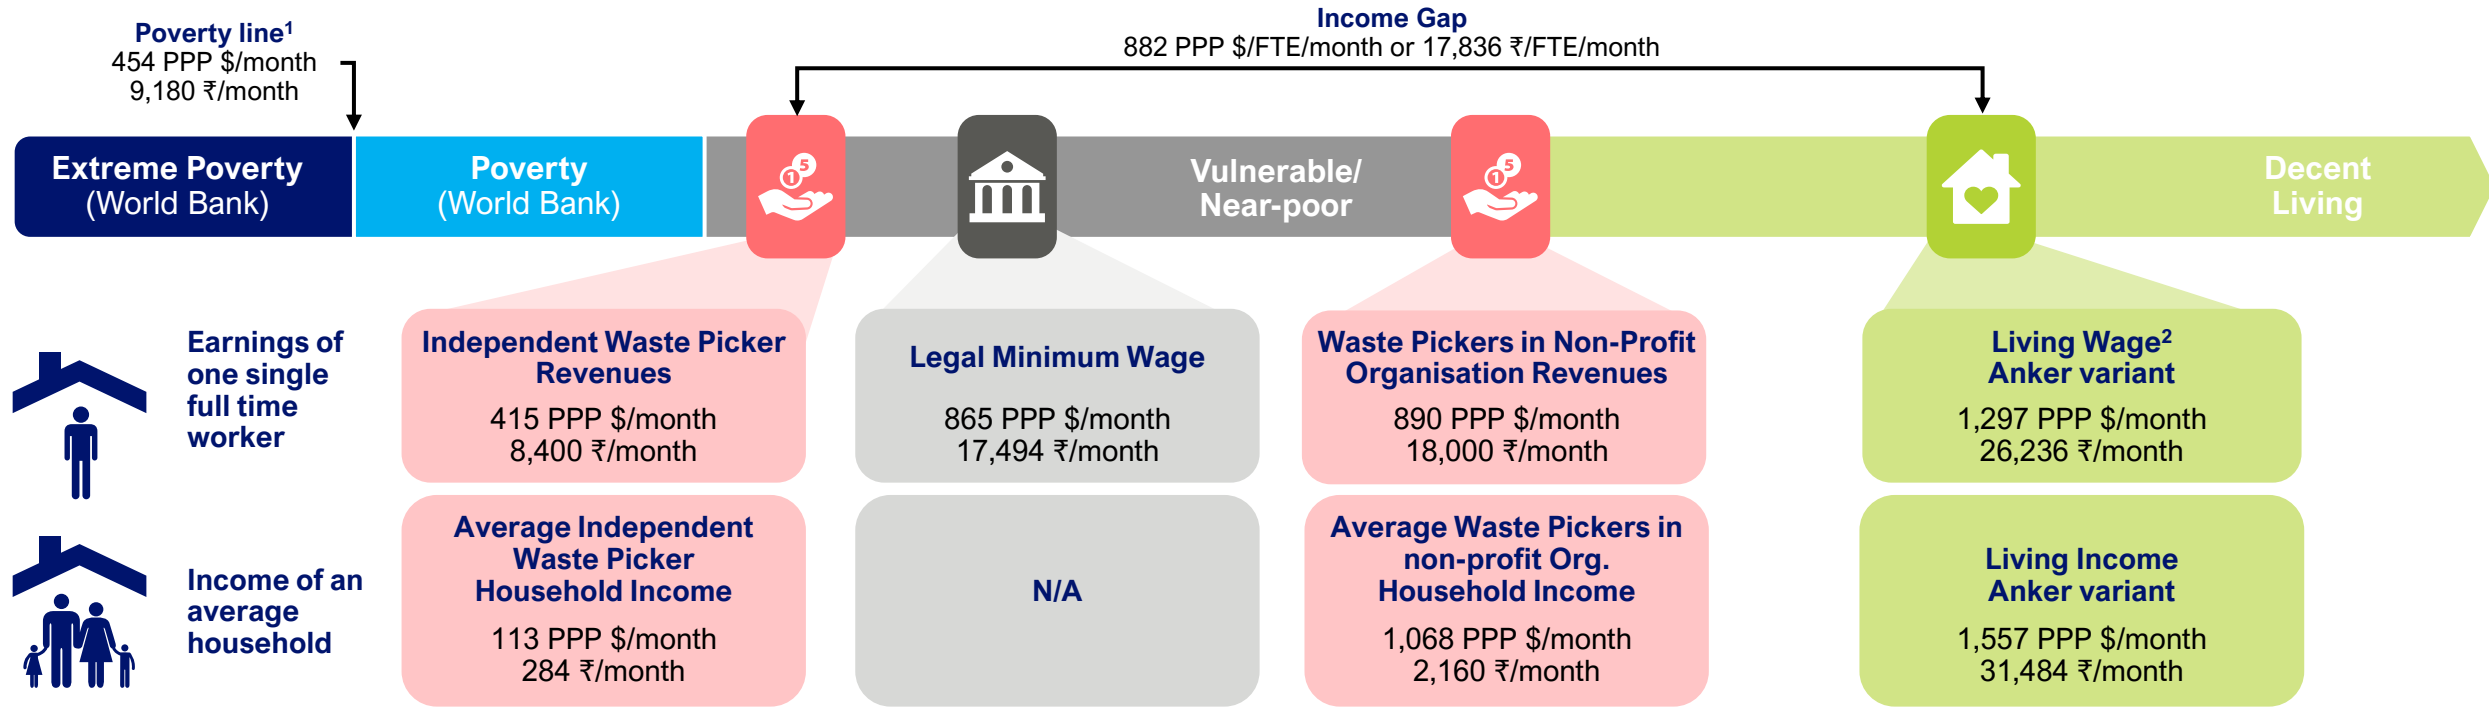 Poverty line1
454 PPP $/month
9,180 ₹/month
Income Gap
882 PPP $/FTE/month or 17,836 ₹/FTE/month
Extreme Poverty
(World Bank)
Poverty
(World Bank)
5
1
Vulnerable/
Near-poor
5
1
Decent
Living
Earnings of
one single
full time
worker
Independent Waste Picker
Revenues
415 PPP $/month
8,400 ₹/month
Legal Minimum Wage
865 PPP $/month
17,494 ₹/month
Waste Pickers in Non-Profit
Organisation Revenues
890 PPP $/month
18,000 ₹/month
Living Wage2
Anker variant
1,297 PPP $/month
26,236 ₹/month
Income of an
average
household
Average Independent
Waste Picker
Household Income
113 PPP $/month
284 ₹/month
N/A
Average Waste Pickers in
non-profit Org.
Household Income
1,068 PPP $/month
2,160 ₹/month
Living Income
Anker variant
1,557 PPP $/month
31,484 ₹/month